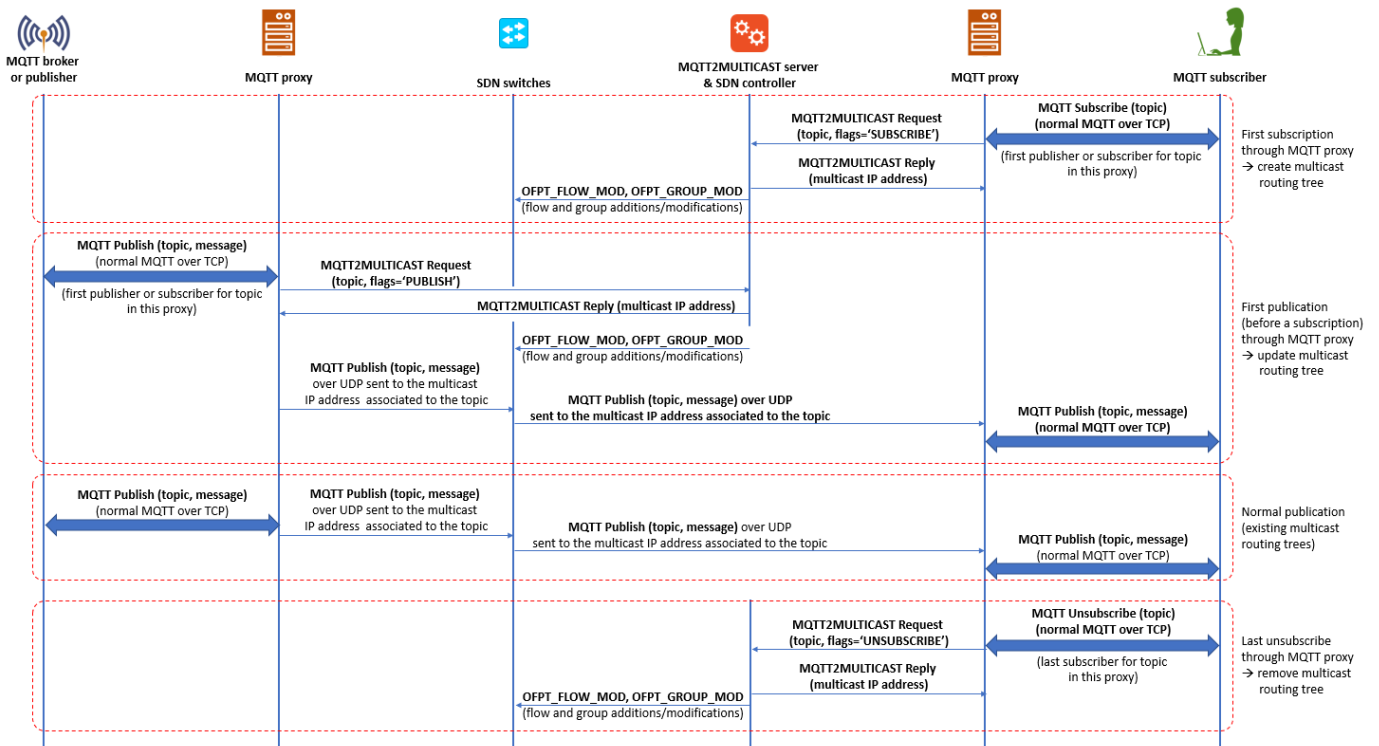 MQTT broker
or publisher
MQTT proxy
SDN switches
MQTT2MULTICAST server
& SDN controller
MQTT proxy
MQTT subscriber
MQTT2MULTICAST Request
(topic, flags=‘SUBSCRIBE’)
MQTT Subscribe (topic)
(normal MQTT over TCP)
(first publisher or subscriber for topic
in this proxy)
MQTT2MULTICAST Reply
(multicast IP address)
OFPT_FLOW_MOD, OFPT_GROUP_MOD
(flow and group additions/modifications)
First subscription
through MQTT proxy
→ create multicast
routing tree
MQTT Publish (topic, message)
(normal MQTT over TCP)
(first publisher or subscriber for topic
in this proxy)
MQTT2MULTICAST Request
(topic, flags=‘PUBLISH’)
MQTT2MULTICAST Reply (multicast IP address)
OFPT_FLOW_MOD, OFPT_GROUP_MOD
(flow and group additions/modifications)
MQTT Publish (topic, message)
over UDP sent to the multicast
IP address associated to the topic
MQTT Publish (topic, message) over UDP
sent to the multicast IP address associated to the topic
MQTT Publish (topic, message)
(normal MQTT over TCP)
First publication
(before a subscription)
through MQTT proxy
→ update multicast
routing tree
MQTT Publish (topic, message)
(normal MQTT over TCP)
MQTT Publish (topic, message)
over UDP sent to the multicast
IP address associated to the topic
MQTT Publish (topic, message) over UDP
sent to the multicast IP address associated to the topic
MQTT Publish (topic, message)
(normal MQTT over TCP)
Normal publication
(existing multicast
routing trees)
MQTT2MULTICAST Request
(topic, flags=‘UNSUBSCRIBE’)
MQTT Unsubscribe (topic)
(normal MQTT over TCP)
(last subscriber for topic
in this proxy)
MQTT2MULTICAST Reply
(multicast IP address)
OFPT_FLOW_MOD, OFPT_GROUP_MOD
(flow and group additions/modifications)
Last unsubscribe
through MQTT proxy
→ remove multicast
routing tree